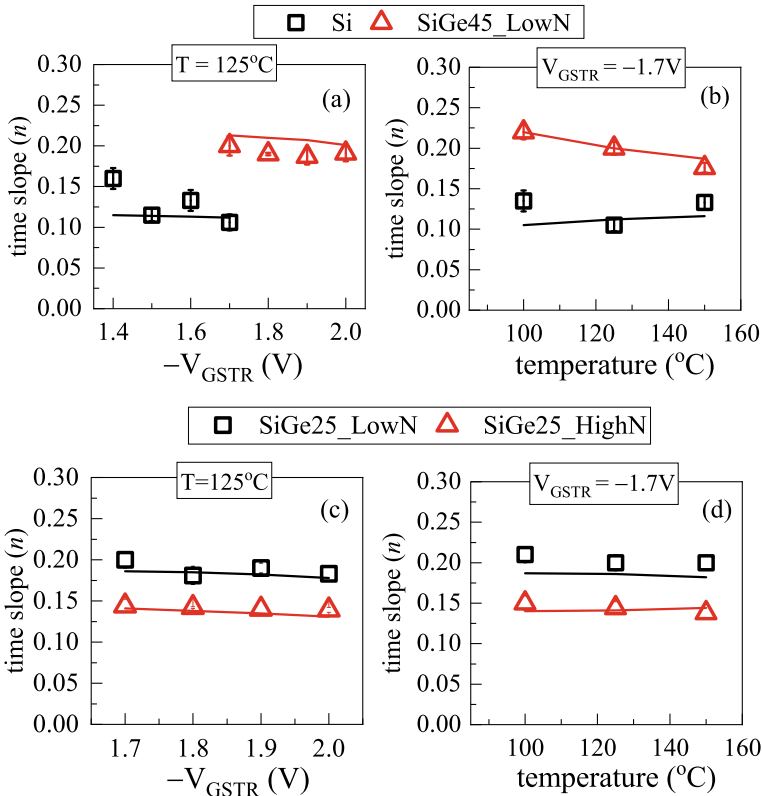 Si SiGe45_LowN
T = 125°C
(a)
0.30
0.25
0.20
0.15
0.10
0.05
0.00
time slope (n)
1.4 1.6 1.8 2.0
–V_GSTR (V)
V_GSTR = –1.7V
(b)
0.30
0.25
0.20
0.15
0.10
0.05
0.00
time slope (n)
100 120 140 160
temperature (°C)
SiGe25_LowN SiGe25_HighN
T=125°C
(c)
0.30
0.25
0.20
0.15
0.10
0.05
0.00
time slope (n)
1.7 1.8 1.9 2.0
–V_GSTR (V)
V_GSTR = –1.7V
(d)
0.30
0.25
0.20
0.15
0.10
0.05
0.00
time slope (n)
100 120 140 160
temperature (°C)